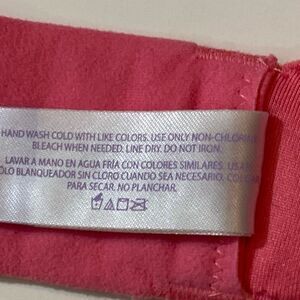 HAND WASH COLD WITH LIKE COLORS. USE ONLY NON-CHLORINE
BLEACH WHEN NEEDED. LINE DRY. DO NOT IRON.
LAVAR A MANO EN AGUA FRÍA CON COLORES SIMILARES.
BLANQUEADOR SIN CLORO CUANDO SEA NECESARIO.
PARA SECAR. NO PLANCHAR.